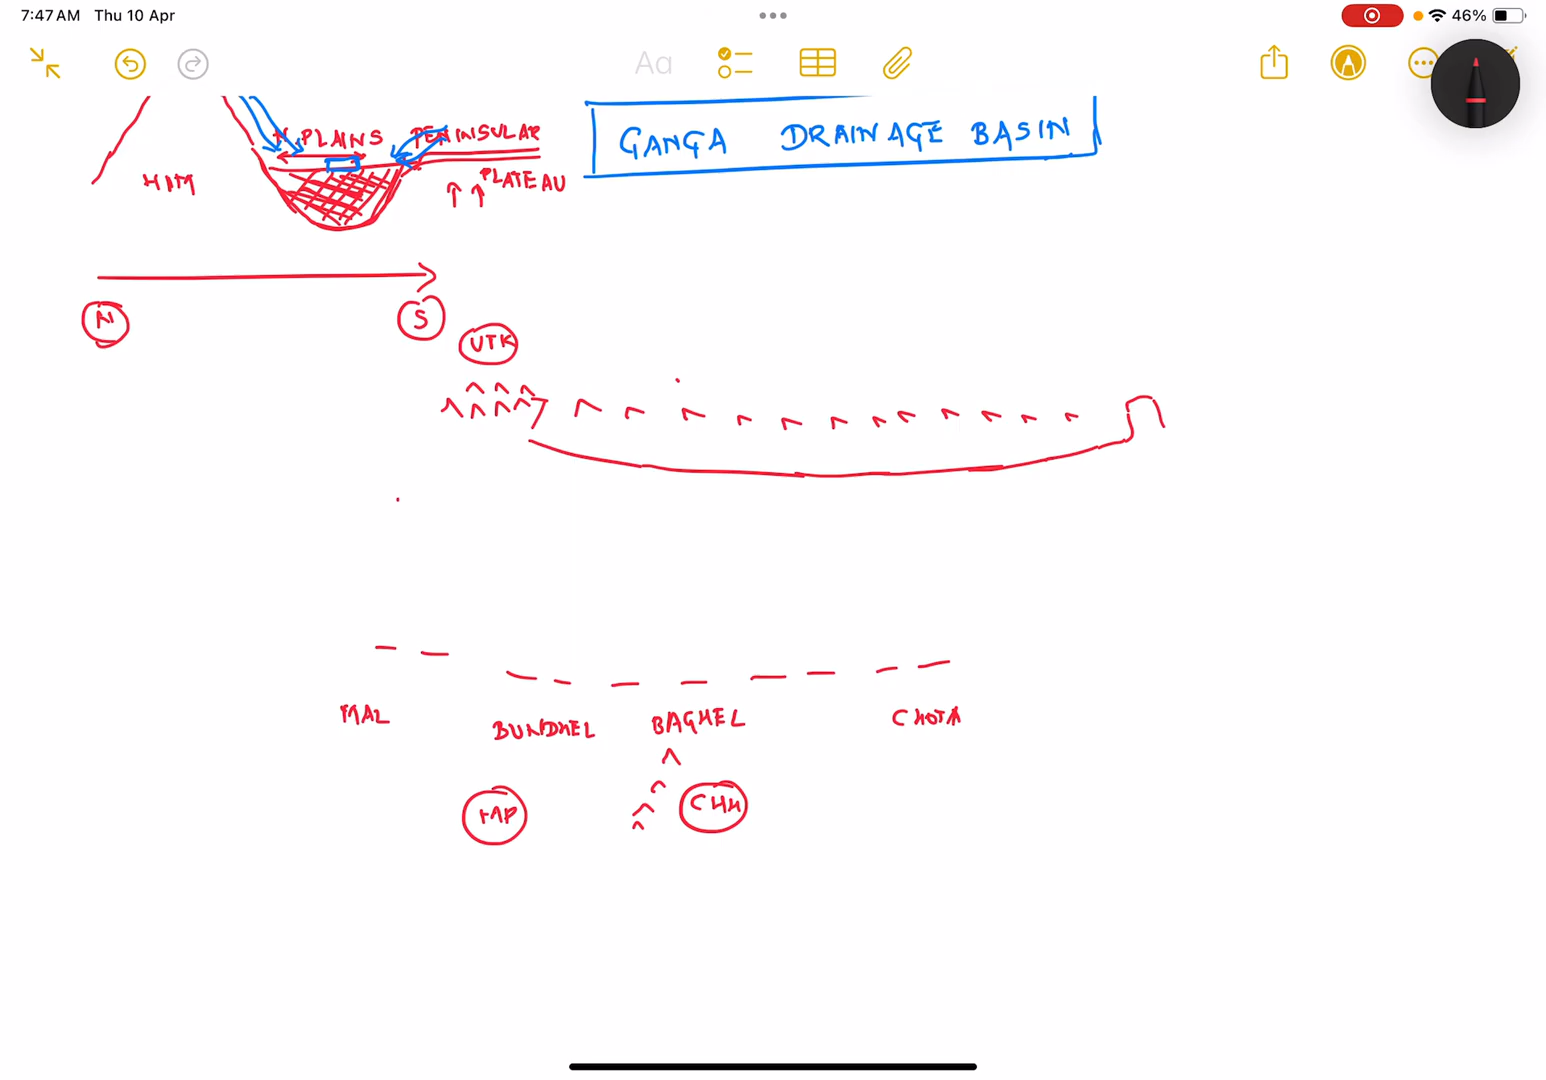 7:47 AM Thu 10 Apr
46%
Aa
N PLAINS
PENINSULAR
PLATEAU
HIM
GANGA DRAINAGE BASIN
N
S
UTK
MAL
BUNDHEL
BAGHEL
CHOTA
MP
CHH